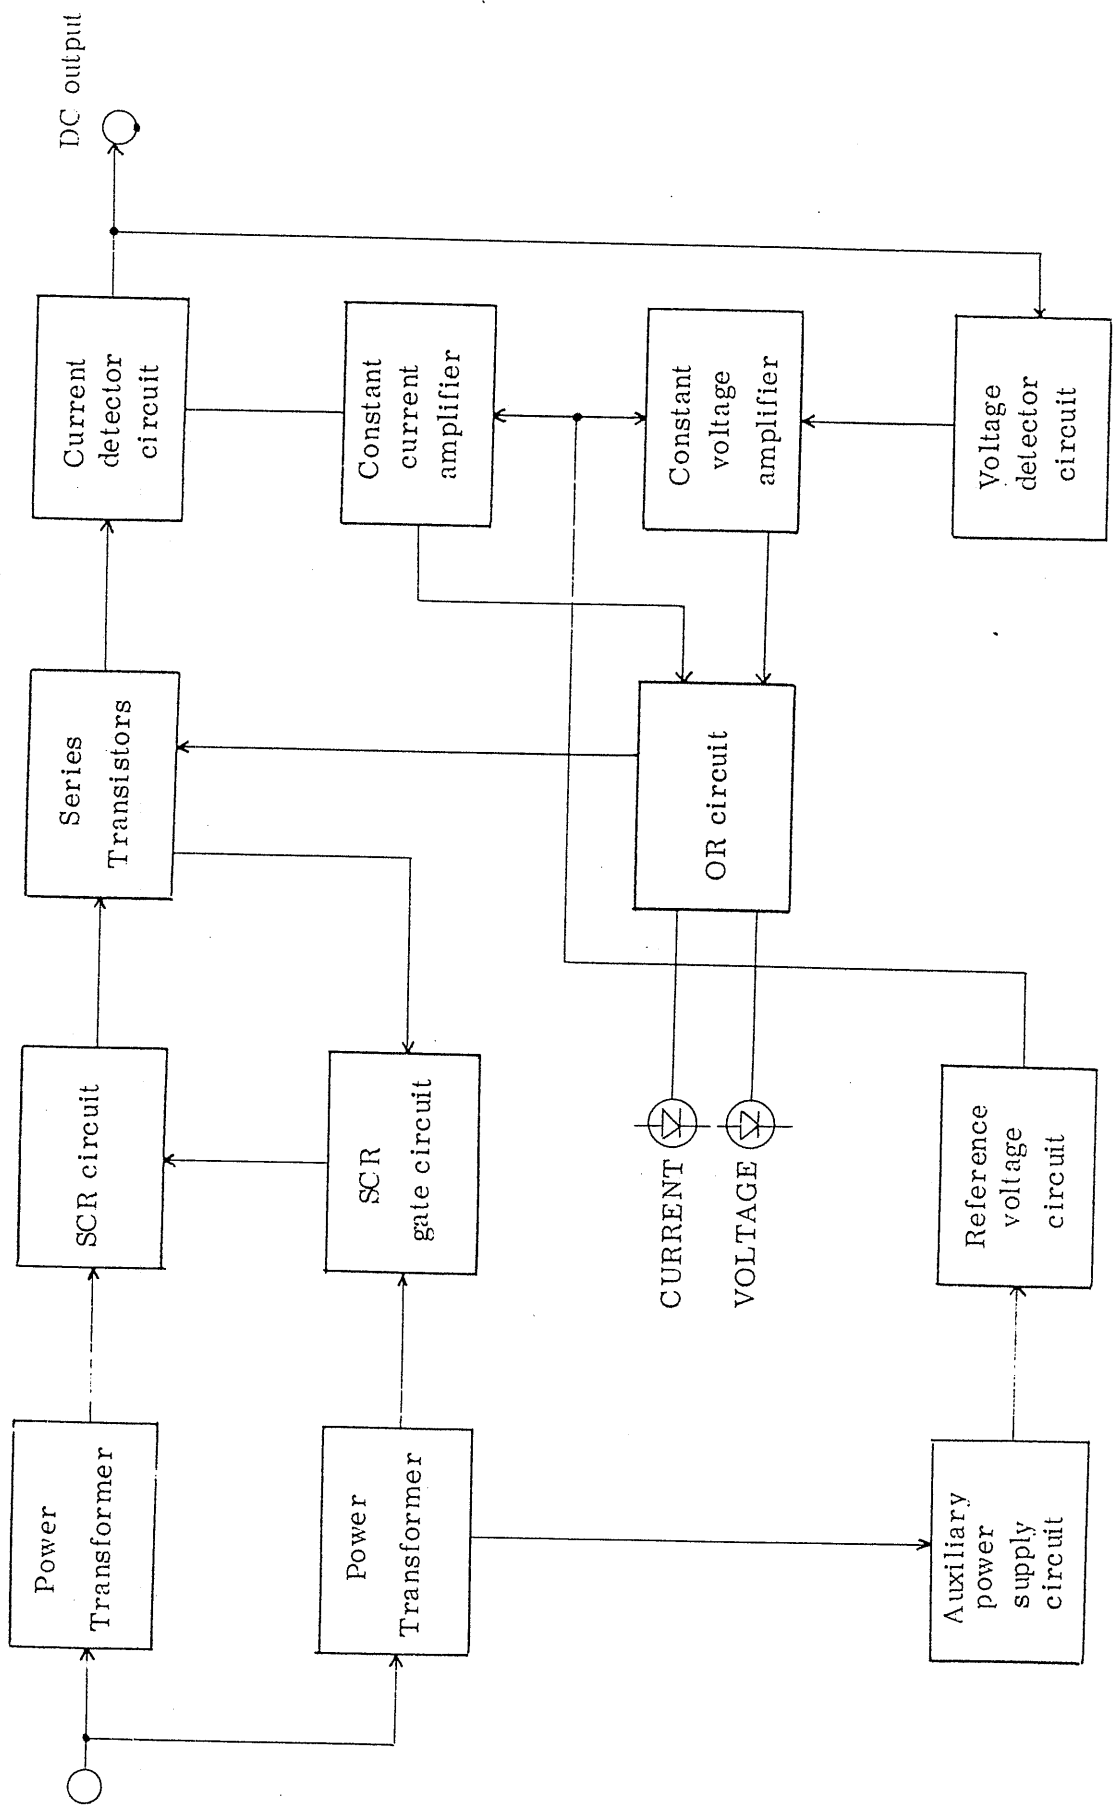 Power
Transformer
SCR circuit
Series
Transistors
Current
detector
circuit
DC output
Power
Transformer
SCR
gate circuit
Constant
current
amplifier
CURRENT
VOLTAGE
OR circuit
Constant
voltage
amplifier
Auxiliary
power
supply
circuit
Reference
voltage
circuit
Voltage
detector
circuit